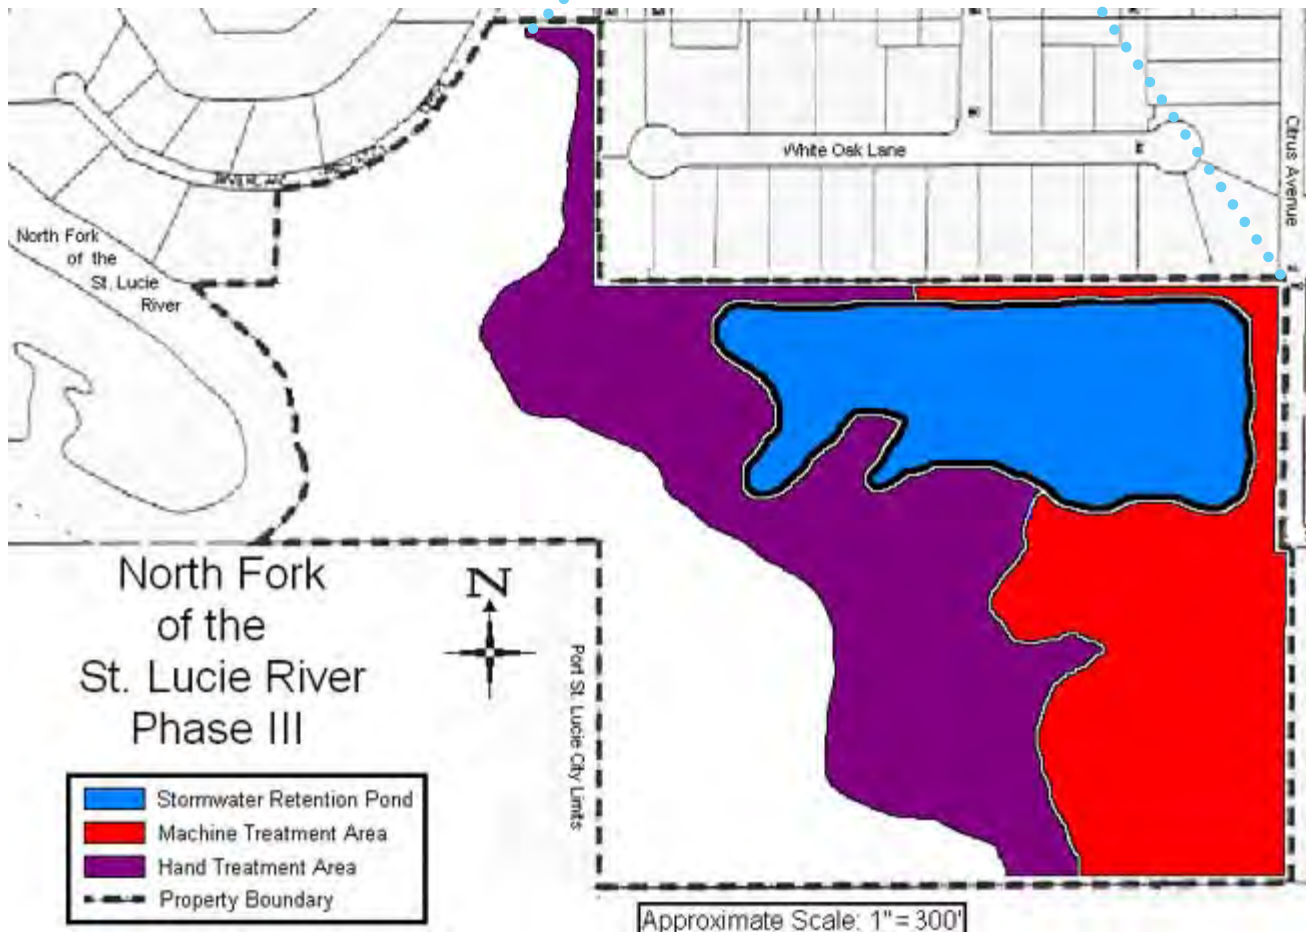 White Oak Lane
Citrus Avenue
North Fork
of the
St. Lucie
River
North Fork
of the
St. Lucie River
Phase III
N
Port St. Lucie City Limits
Stormwater Retention Pond
Machine Treatment Area
Hand Treatment Area
Property Boundary
Approximate Scale: 1"=300'